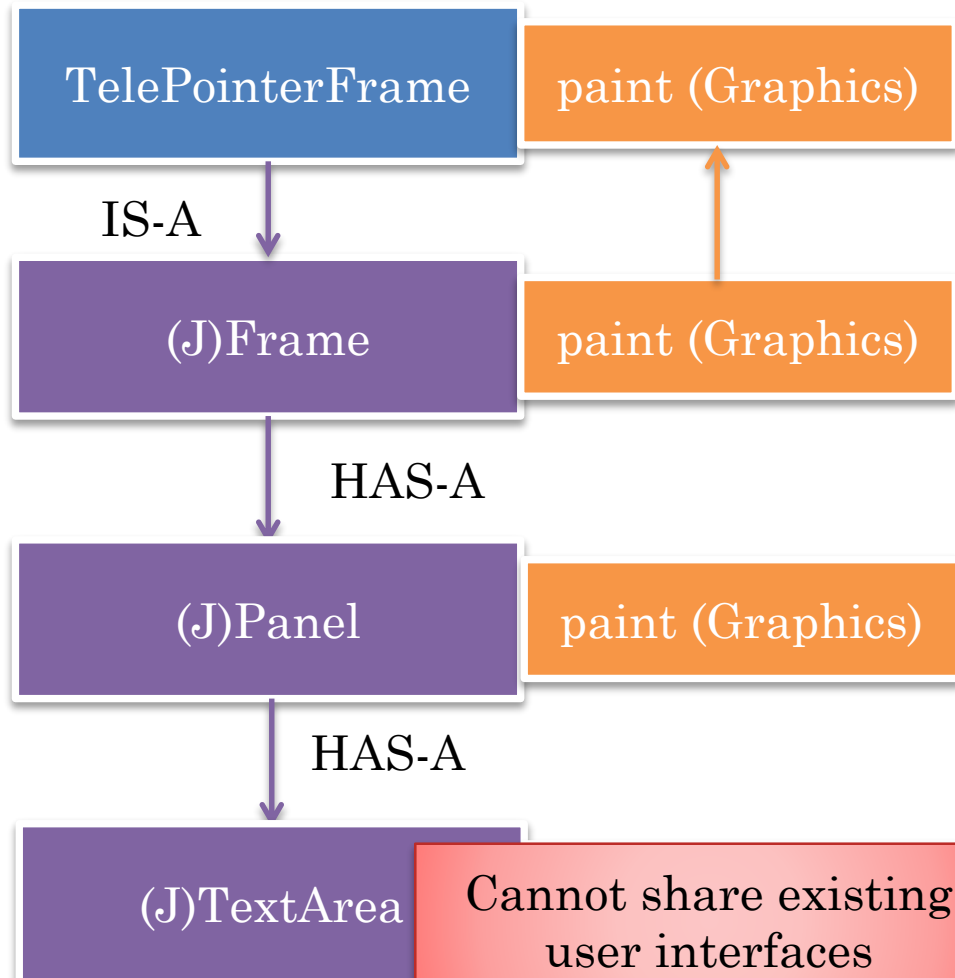 TelePointerFrame
paint (Graphics)
IS-A
(J)Frame
paint (Graphics)
HAS-A
(J)Panel
paint (Graphics)
HAS-A
(J)TextArea
Cannot share existing
user interfaces